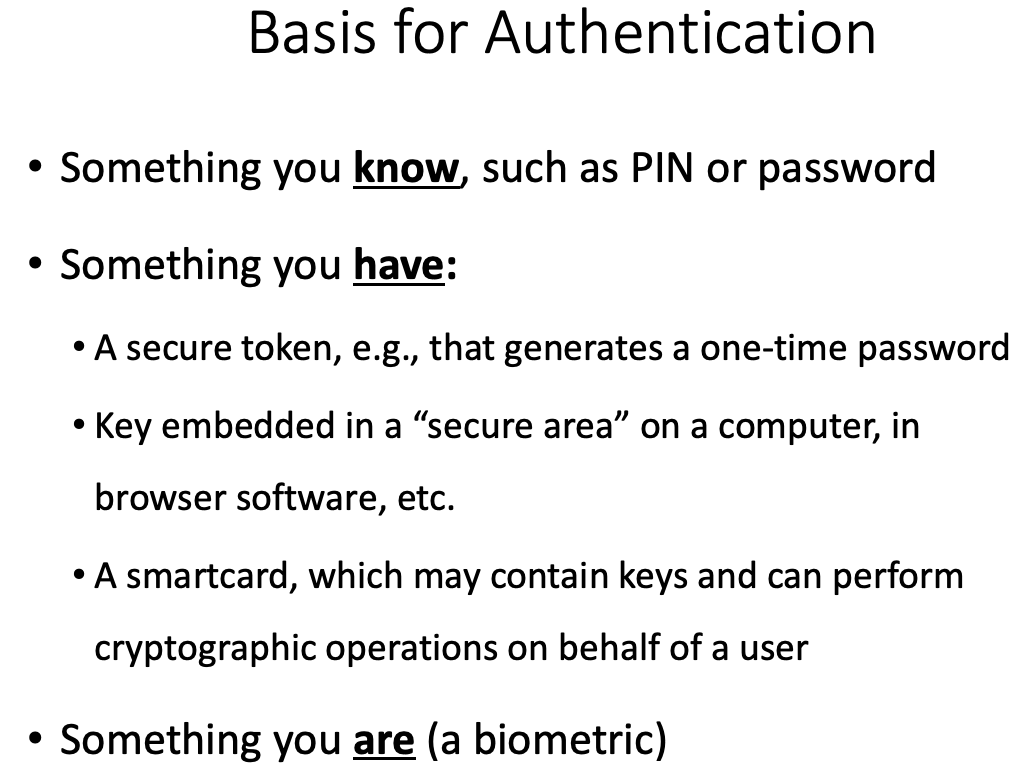 Basis for Authentication
• Something you know, such as PIN or password
• Something you have:
• A secure token, e.g., that generates a one-time password
• Key embedded in a “secure area” on a computer, in
browser software, etc.
• A smartcard, which may contain keys and can perform
cryptographic operations on behalf of a user
• Something you are (a biometric)